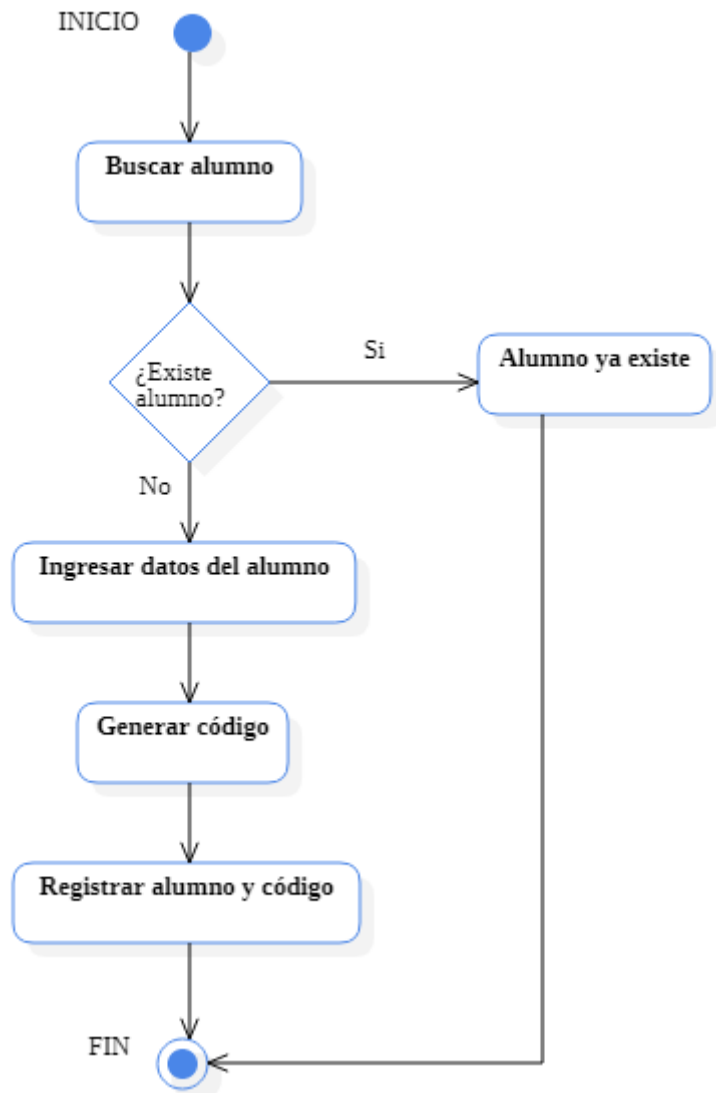 INICIO
Buscar alumno
¿Existe
alumno?
Si
Alumno ya existe
No
Ingresar datos del alumno
Generar código
Registrar alumno y código
FIN